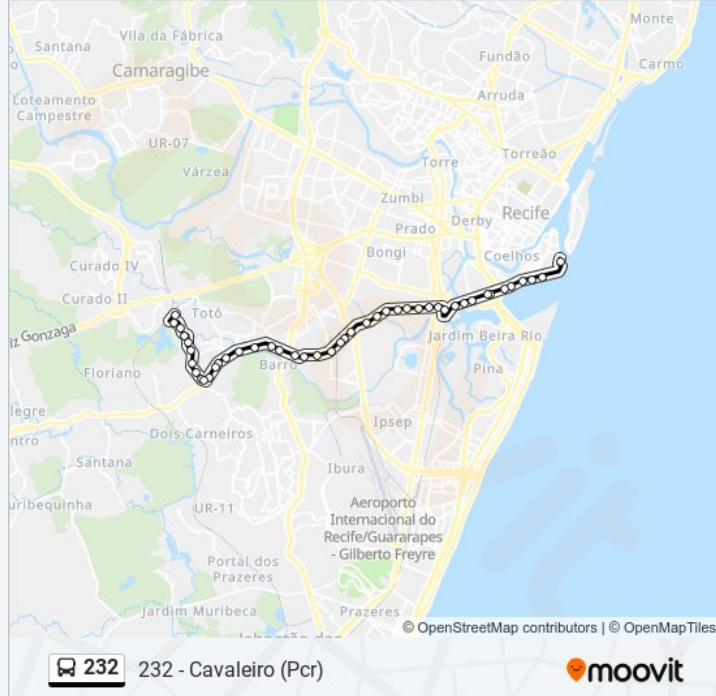 Monte
Vila da Fábrica
Santana
Fundão
Camaragibe
Carmo
Arruda
Loteamento
Campestre
UR-07
Torreão
Torre
Várzea
Zumbi
Derby
Recife
Prado
Bongi
Coelhos
Curado IV
Curado II
Totó
iz Gonzaga
Jardim Beira Rio
Floriano
Barro
Pina
legre
Ipsep
ntro
Dois Carneiros
Santana
Ibura
uribequinha
UR-11
Aeroporto
Internacional do
Recife/Guararapes
- Gilberto Freyre
Portal dos
Prazeres
Jardim Muribeca
Prazeres
© OpenStreetMap contributors | © OpenMapTiles
232 232 - Cavaleiro (Pcr) moovit